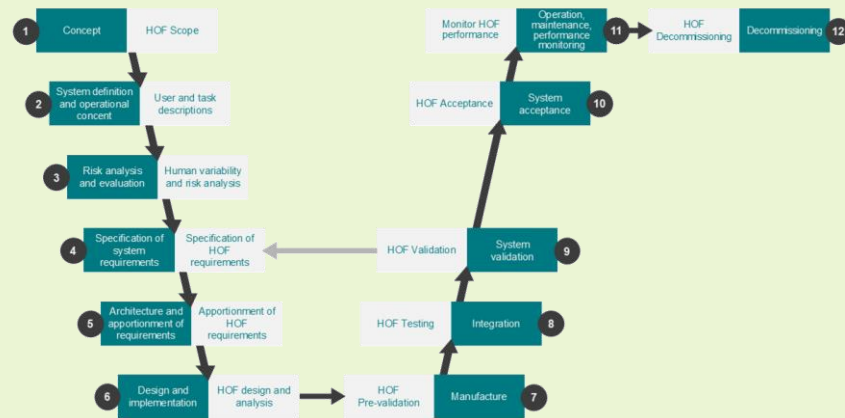 1
Concept
HOF Scope
2
System definition
and operational
concent
User and task
descriptions
3
Risk analysis
and evaluation
Human variability
and risk analysis
4
Specification of
system
requirements
Specification of
HOF
requirements
5
Architecture and
apportionment of
requirements
Apportionment of
HOF
requirements
6
Design and
implementation
HOF design and
analysis
HOF
Pre-validation
Manufacture
7
HOF Testing
Integration
8
HOF Validation
System
validation
9
HOF Acceptance
System
acceptance
10
Monitor HOF
performance
Operation,
maintenance,
performance
monitoring
11
HOF
Decommissioning
Decommissioning
12